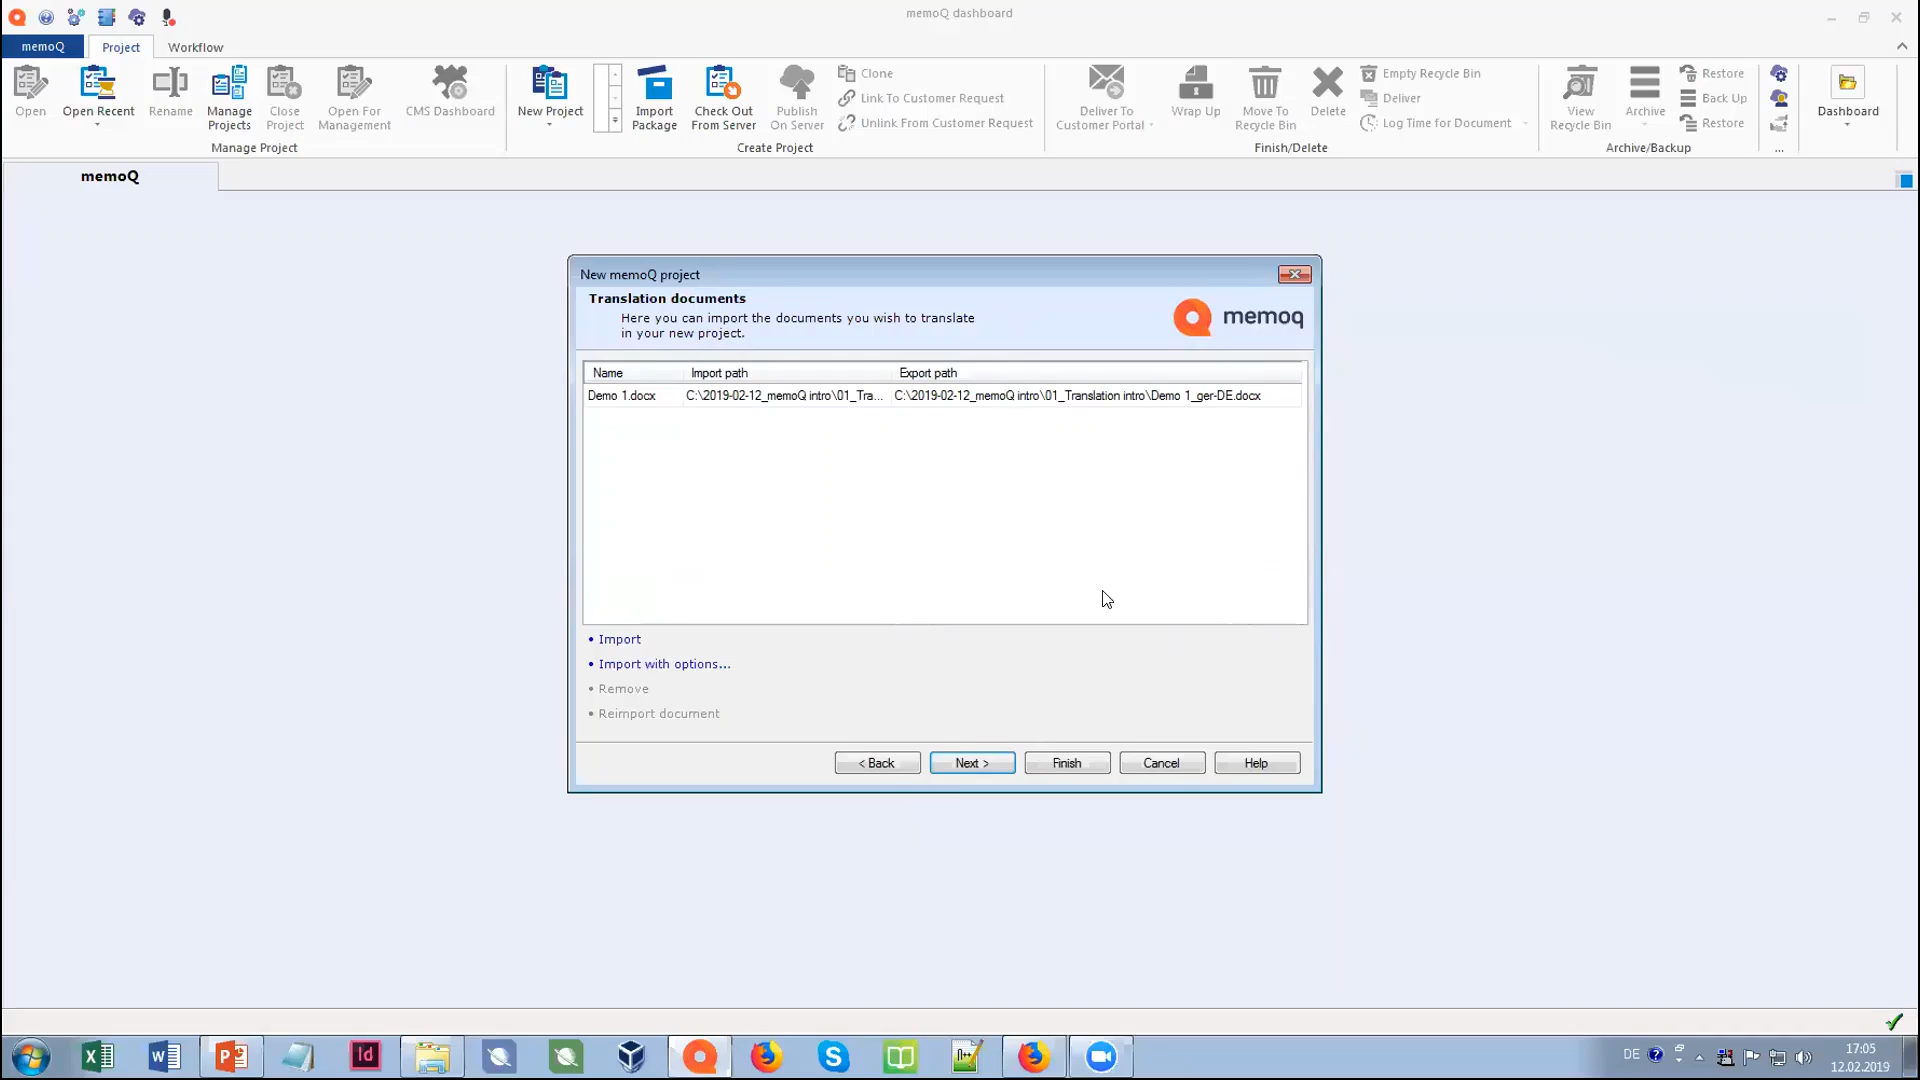 memoQ dashboard
memoQ
Project
Workflow
Open
Open Recent
Rename
Manage
Projects
Close
Project
Open For
Management
CMS Dashboard
Manage Project
New Project
Import
Package
Check Out
From Server
Publish
On Server
Clone
Link To Customer Request
Unlink From Customer Request
Create Project
Deliver To
Customer Portal
Wrap Up
Move To
Recycle Bin
Delete
Empty Recycle Bin
Deliver
Log Time for Document
Finish/Delete
View
Recycle Bin
Archive
Restore
Back Up
Restore
Archive/Backup
...
Dashboard
memoQ
New memoQ project
Translation documents
Here you can import the documents you wish to translate
in your new project.
memoq
Name
Import path
Export path
Demo 1.docx
C:\2019-02-12_memoQ intro\01_Tra...
C:\2019-02-12_memoQ intro\01_Translation intro\Demo 1_ger-DE.docx
• Import
• Import with options...
• Remove
• Reimport document
< Back
Next >
Finish
Cancel
Help
DE
17:05
12.02.2019